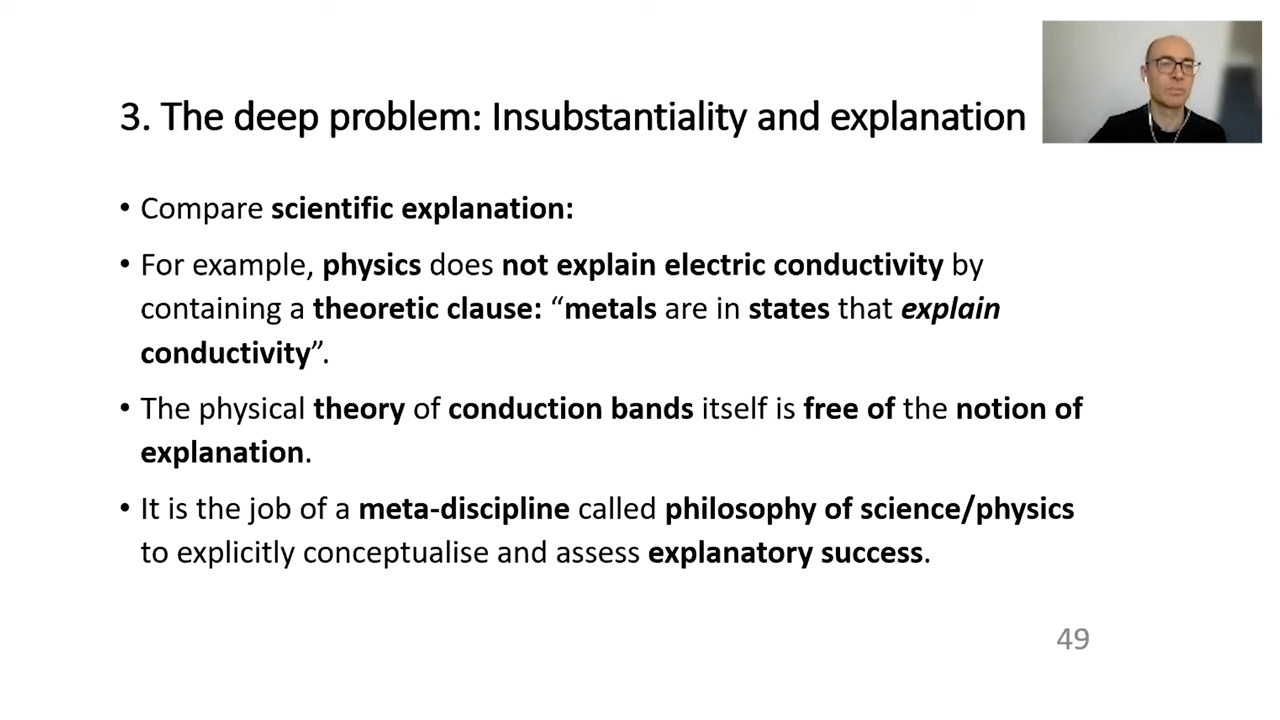 3. The deep problem: Insubstantiality and explanation
• Compare scientific explanation:
• For example, physics does not explain electric conductivity by
containing a theoretic clause: “metals are in states that explain
conductivity”.
• The physical theory of conduction bands itself is free of the notion of
explanation.
• It is the job of a meta-discipline called philosophy of science/physics
to explicitly conceptualise and assess explanatory success.
49